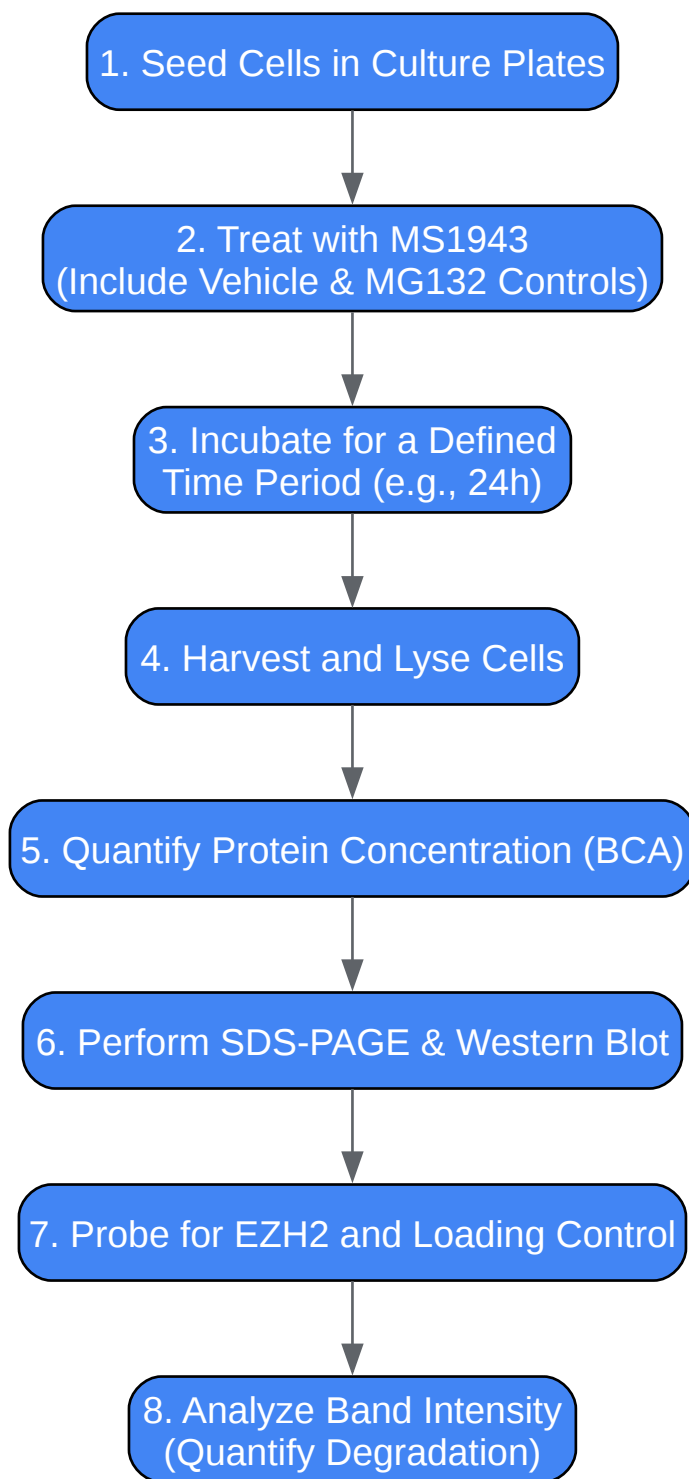 1. Seed Cells in Culture Plates
2. Treat with MS1943
(Include Vehicle & MG132 Controls)
3. Incubate for a Defined
Time Period (e.g., 24h)
4. Harvest and Lyse Cells
5. Quantify Protein Concentration (BCA)
6. Perform SDS-PAGE & Western Blot
7. Probe for EZH2 and Loading Control
8. Analyze Band Intensity
(Quantify Degradation)